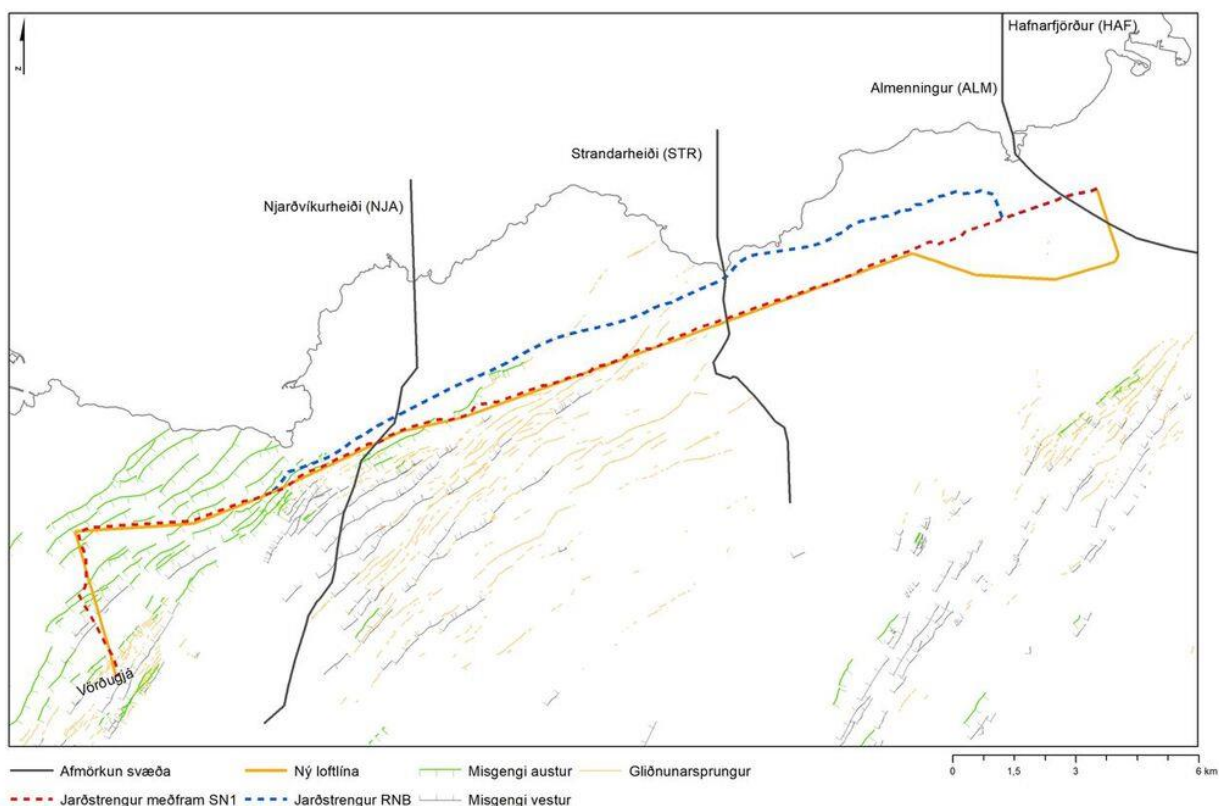 Hafnarfjörður (HAF)
Almenningur (ALM)
Strandarheiði (STR)
Njarðvíkurheiði (NJA)
N
Vörðugjá
Afmörkun svæða Ný loftlína Misgengi austur Gliðnunarsprungur
Jarðstrengur meðfram SN1 Jarðstrengur RNB Misgengi vestur
0 1,5 3 6 km